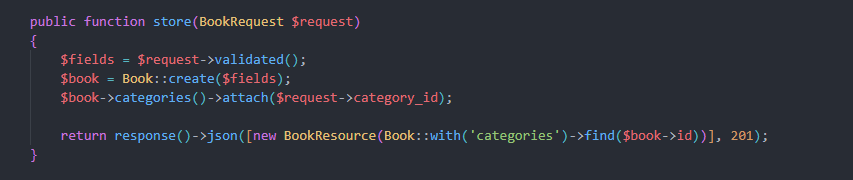 public function store(BookRequest $request)
{
$fields = $request->validated();
$book = Book::create($fields);
$book->categories()->attach($request->category_id);
return response()->json([new BookResource(Book::with('categories')->find($book->id))], 201);
}